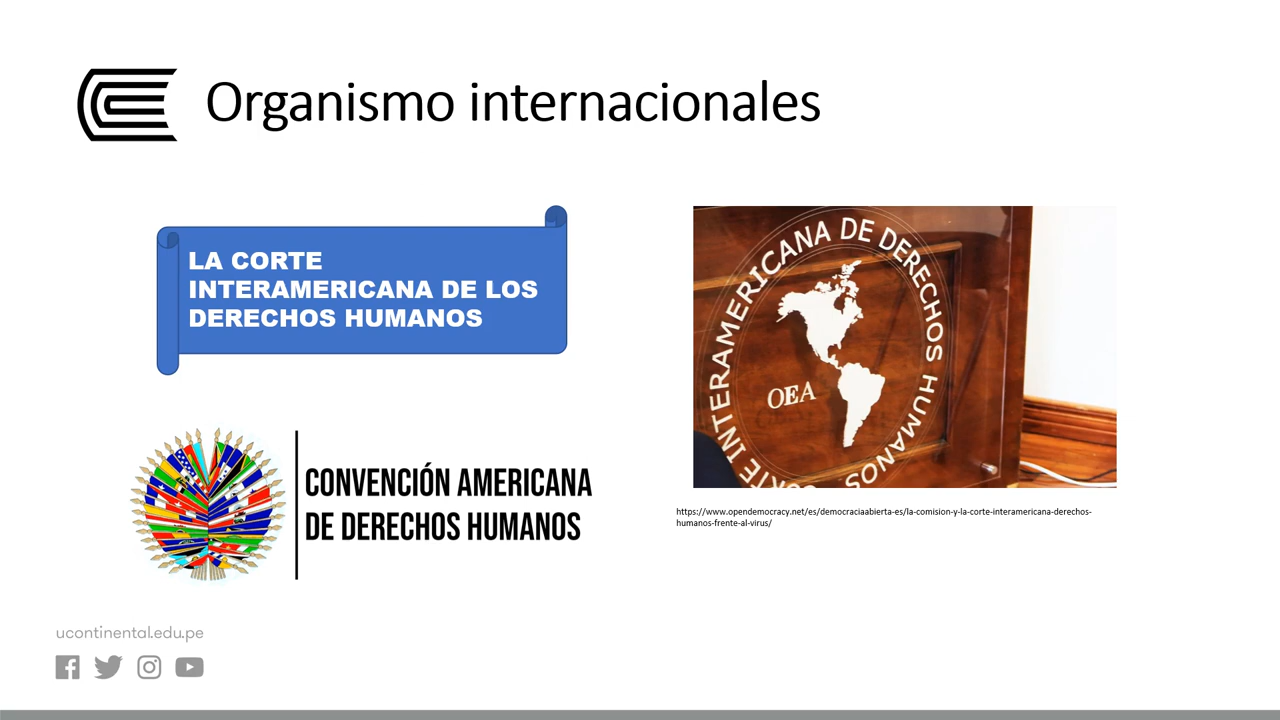 Organismo internacionales
LA CORTE
INTERAMERICANA DE LOS
DERECHOS HUMANOS
CORTE INTERAMERICANA DE DERECHOS HUMANOS
OEA
CONVENCIÓN AMERICANA
DE DERECHOS HUMANOS
https://www.opendemocracy.net/es/democraciaabierta-es/la-comision-y-la-corte-interamericana-derechos-
humanos-frente-al-virus/
ucontinental.edu.pe